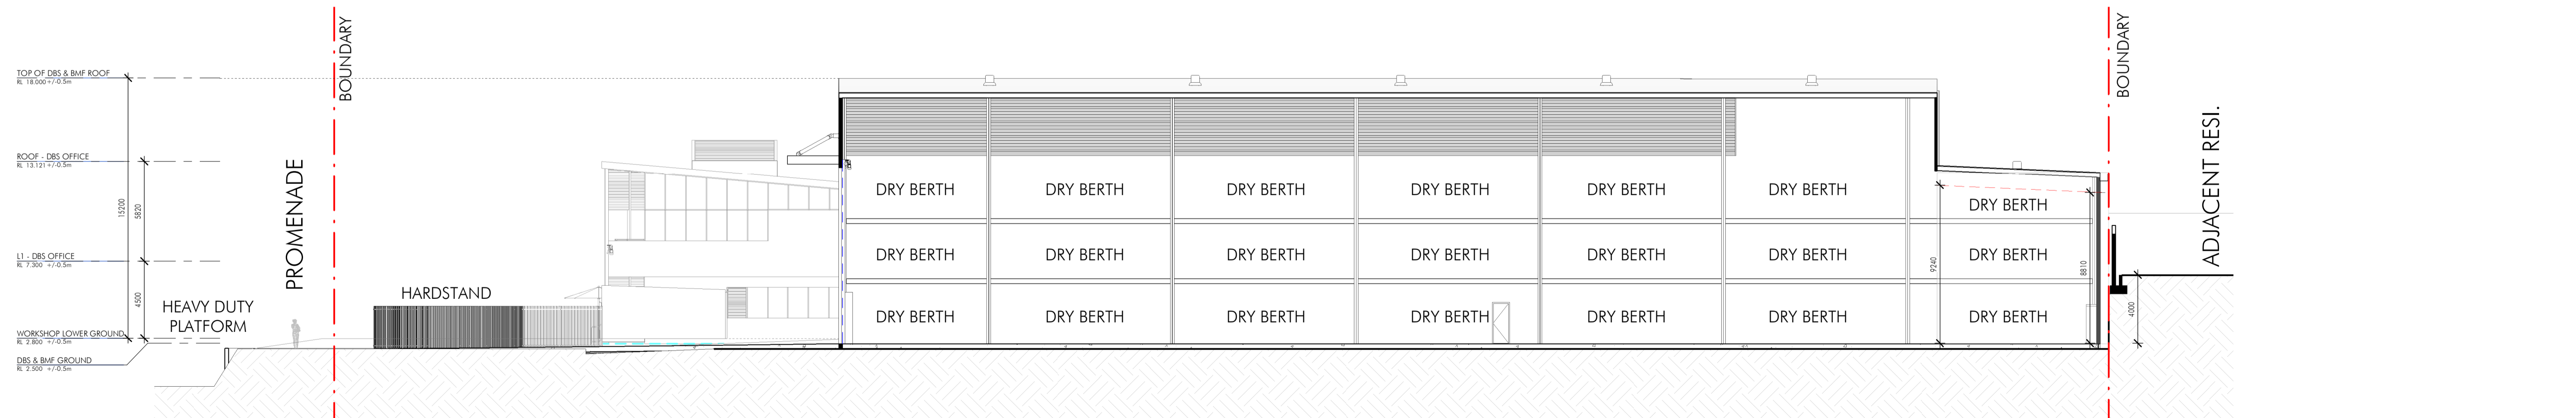 TOP OF DBS & BMF ROOF
RL 18.000 +/-0.5m
ROOF - DBS OFFICE
RL 13.121 +/-0.5m
L1 - DBS OFFICE
RL 7.300 +/-0.5m
WORKSHOP LOWER GROUND
RL 2.800 +/-0.5m
DBS & BMF GROUND
RL 2.500 +/-0.5m
15200
5820
4500
HEAVY DUTY
PLATFORM
PROMENADE
BOUNDARY
HARDSTAND
DRY BERTH DRY BERTH DRY BERTH DRY BERTH DRY BERTH DRY BERTH DRY BERTH
DRY BERTH DRY BERTH DRY BERTH DRY BERTH DRY BERTH DRY BERTH DRY BERTH
DRY BERTH DRY BERTH DRY BERTH DRY BERTH DRY BERTH DRY BERTH DRY BERTH
9240
8810
BOUNDARY
4000
ADJACENT RESI.